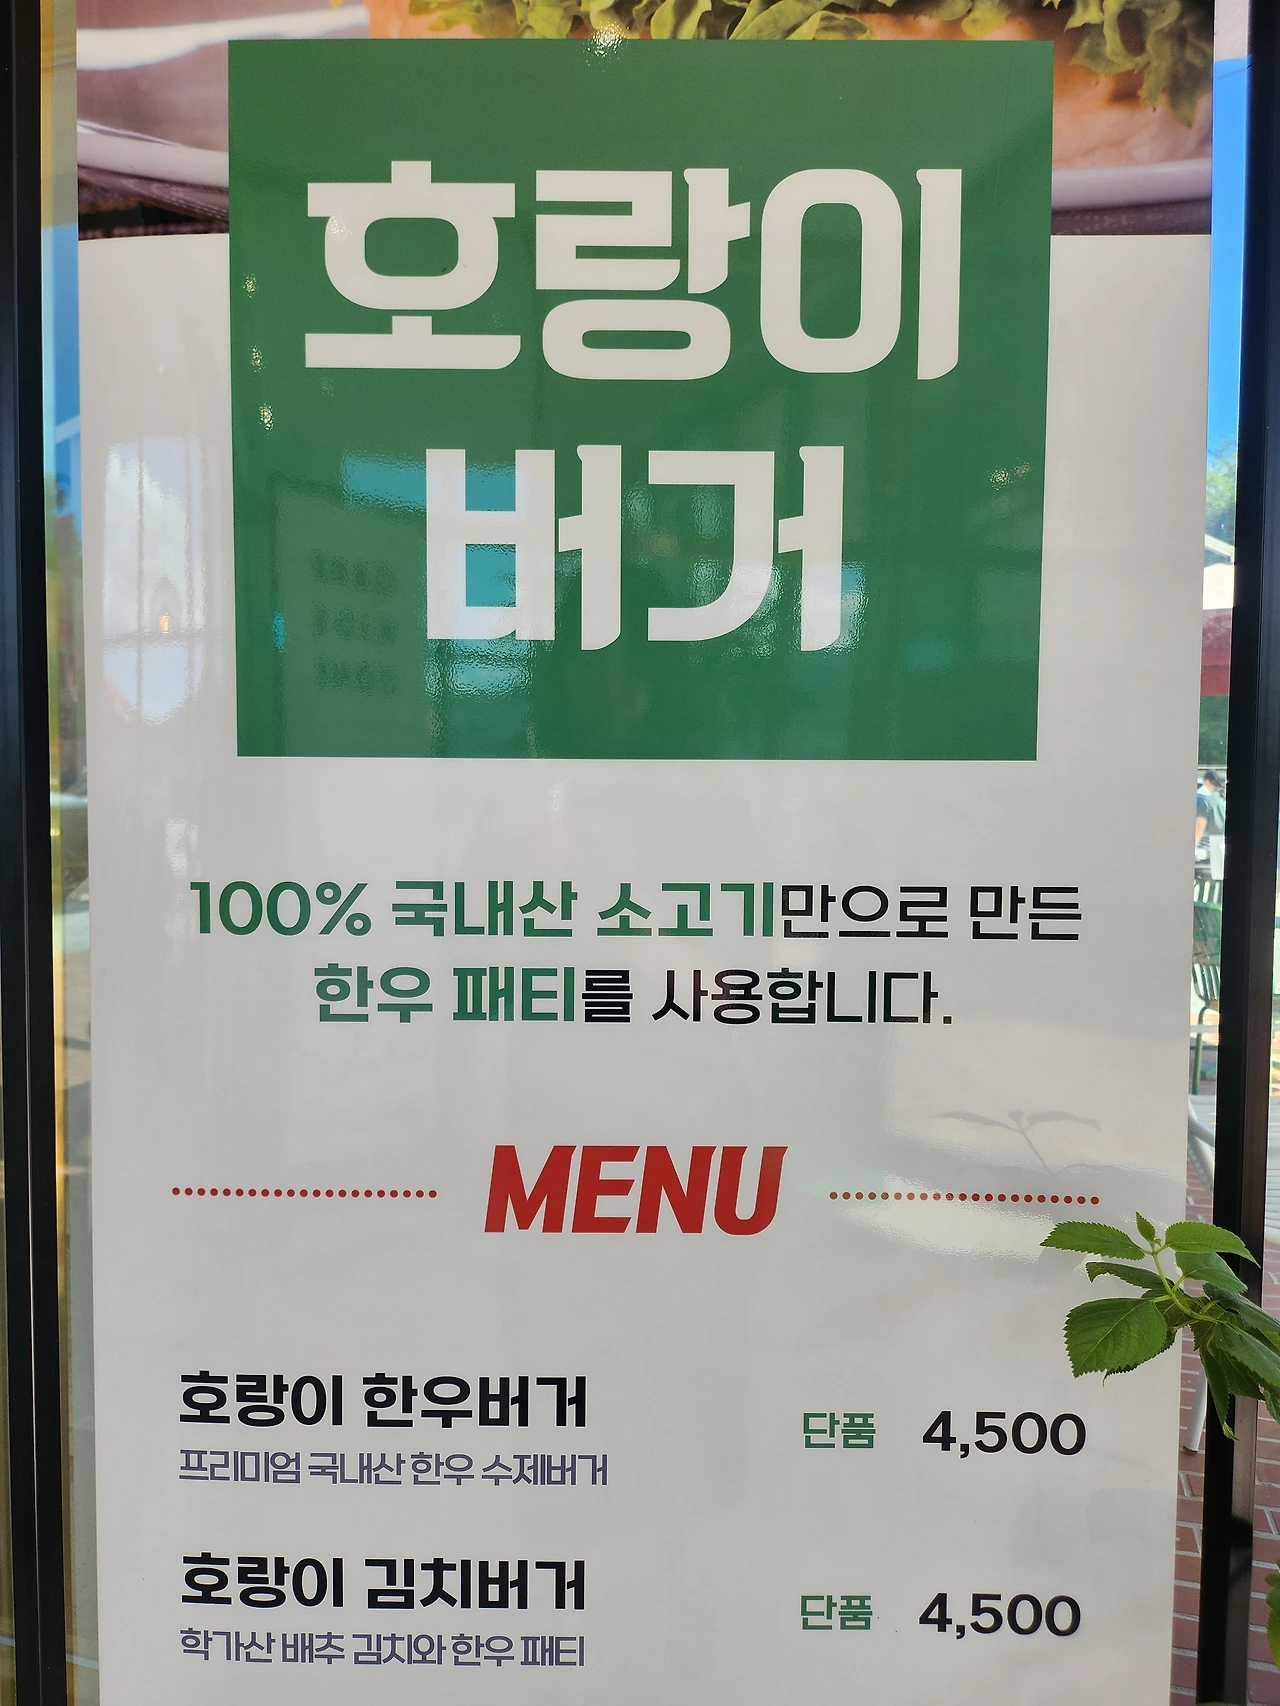 호랑이
버거
100% 국내산 소고기만으로 만든
한우 패티를 사용합니다.
MENU
호랑이 한우버거
단품 4,500
프리미엄 국내산 한우 수제버거
호랑이 김치버거
단품 4,500
학가산 배추 김치와 한우 패티